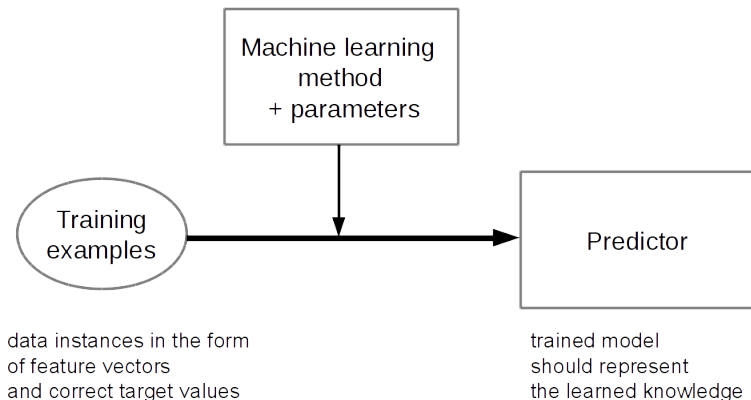 Machine learning
method
+ parameters
Training
examples
Predictor
data instances in the form
of feature vectors
and correct target values
trained model
should represent
the learned knowledge